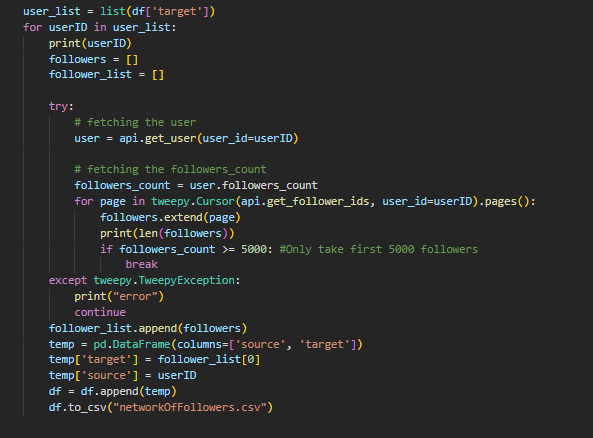 user_list = list(df['target'])
for userID in user_list:
    print(userID)
    followers = []
    follower_list = []

    try:
        # fetching the user
        user = api.get_user(user_id=userID)

        # fetching the followers_count
        followers_count = user.followers_count
        for page in tweepy.Cursor(api.get_follower_ids, user_id=userID).pages():
            followers.extend(page)
            print(len(followers))
            if followers_count >= 5000: #Only take first 5000 followers
                break
    except tweepy.TweepyException:
        print("error")
        continue
    follower_list.append(followers)
    temp = pd.DataFrame(columns=['source', 'target'])
    temp['target'] = follower_list[0]
    temp['source'] = userID
    df = df.append(temp)
    df.to_csv("networkOfFollowers.csv")